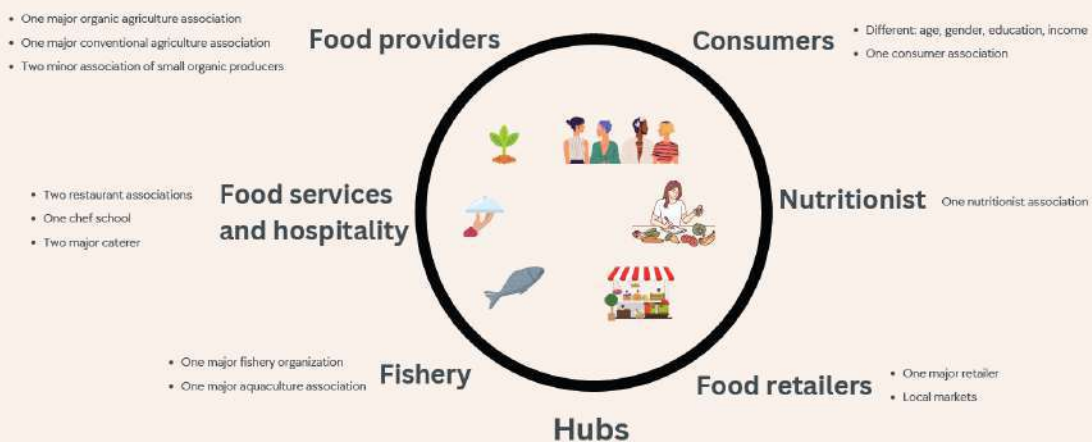 Food providers
One major organic agriculture association
One major conventional agriculture association
Two minor association of small organic producers
Consumers
Different: age, gender, education, income
One consumer association
Food services
and hospitality
Two restaurant associations
One chef school
Two major caterer
Nutritionist
One nutritionist association
Fishery
One major fishery organization
One major aquaculture association
Food retailers
One major retailer
Local markets
Hubs